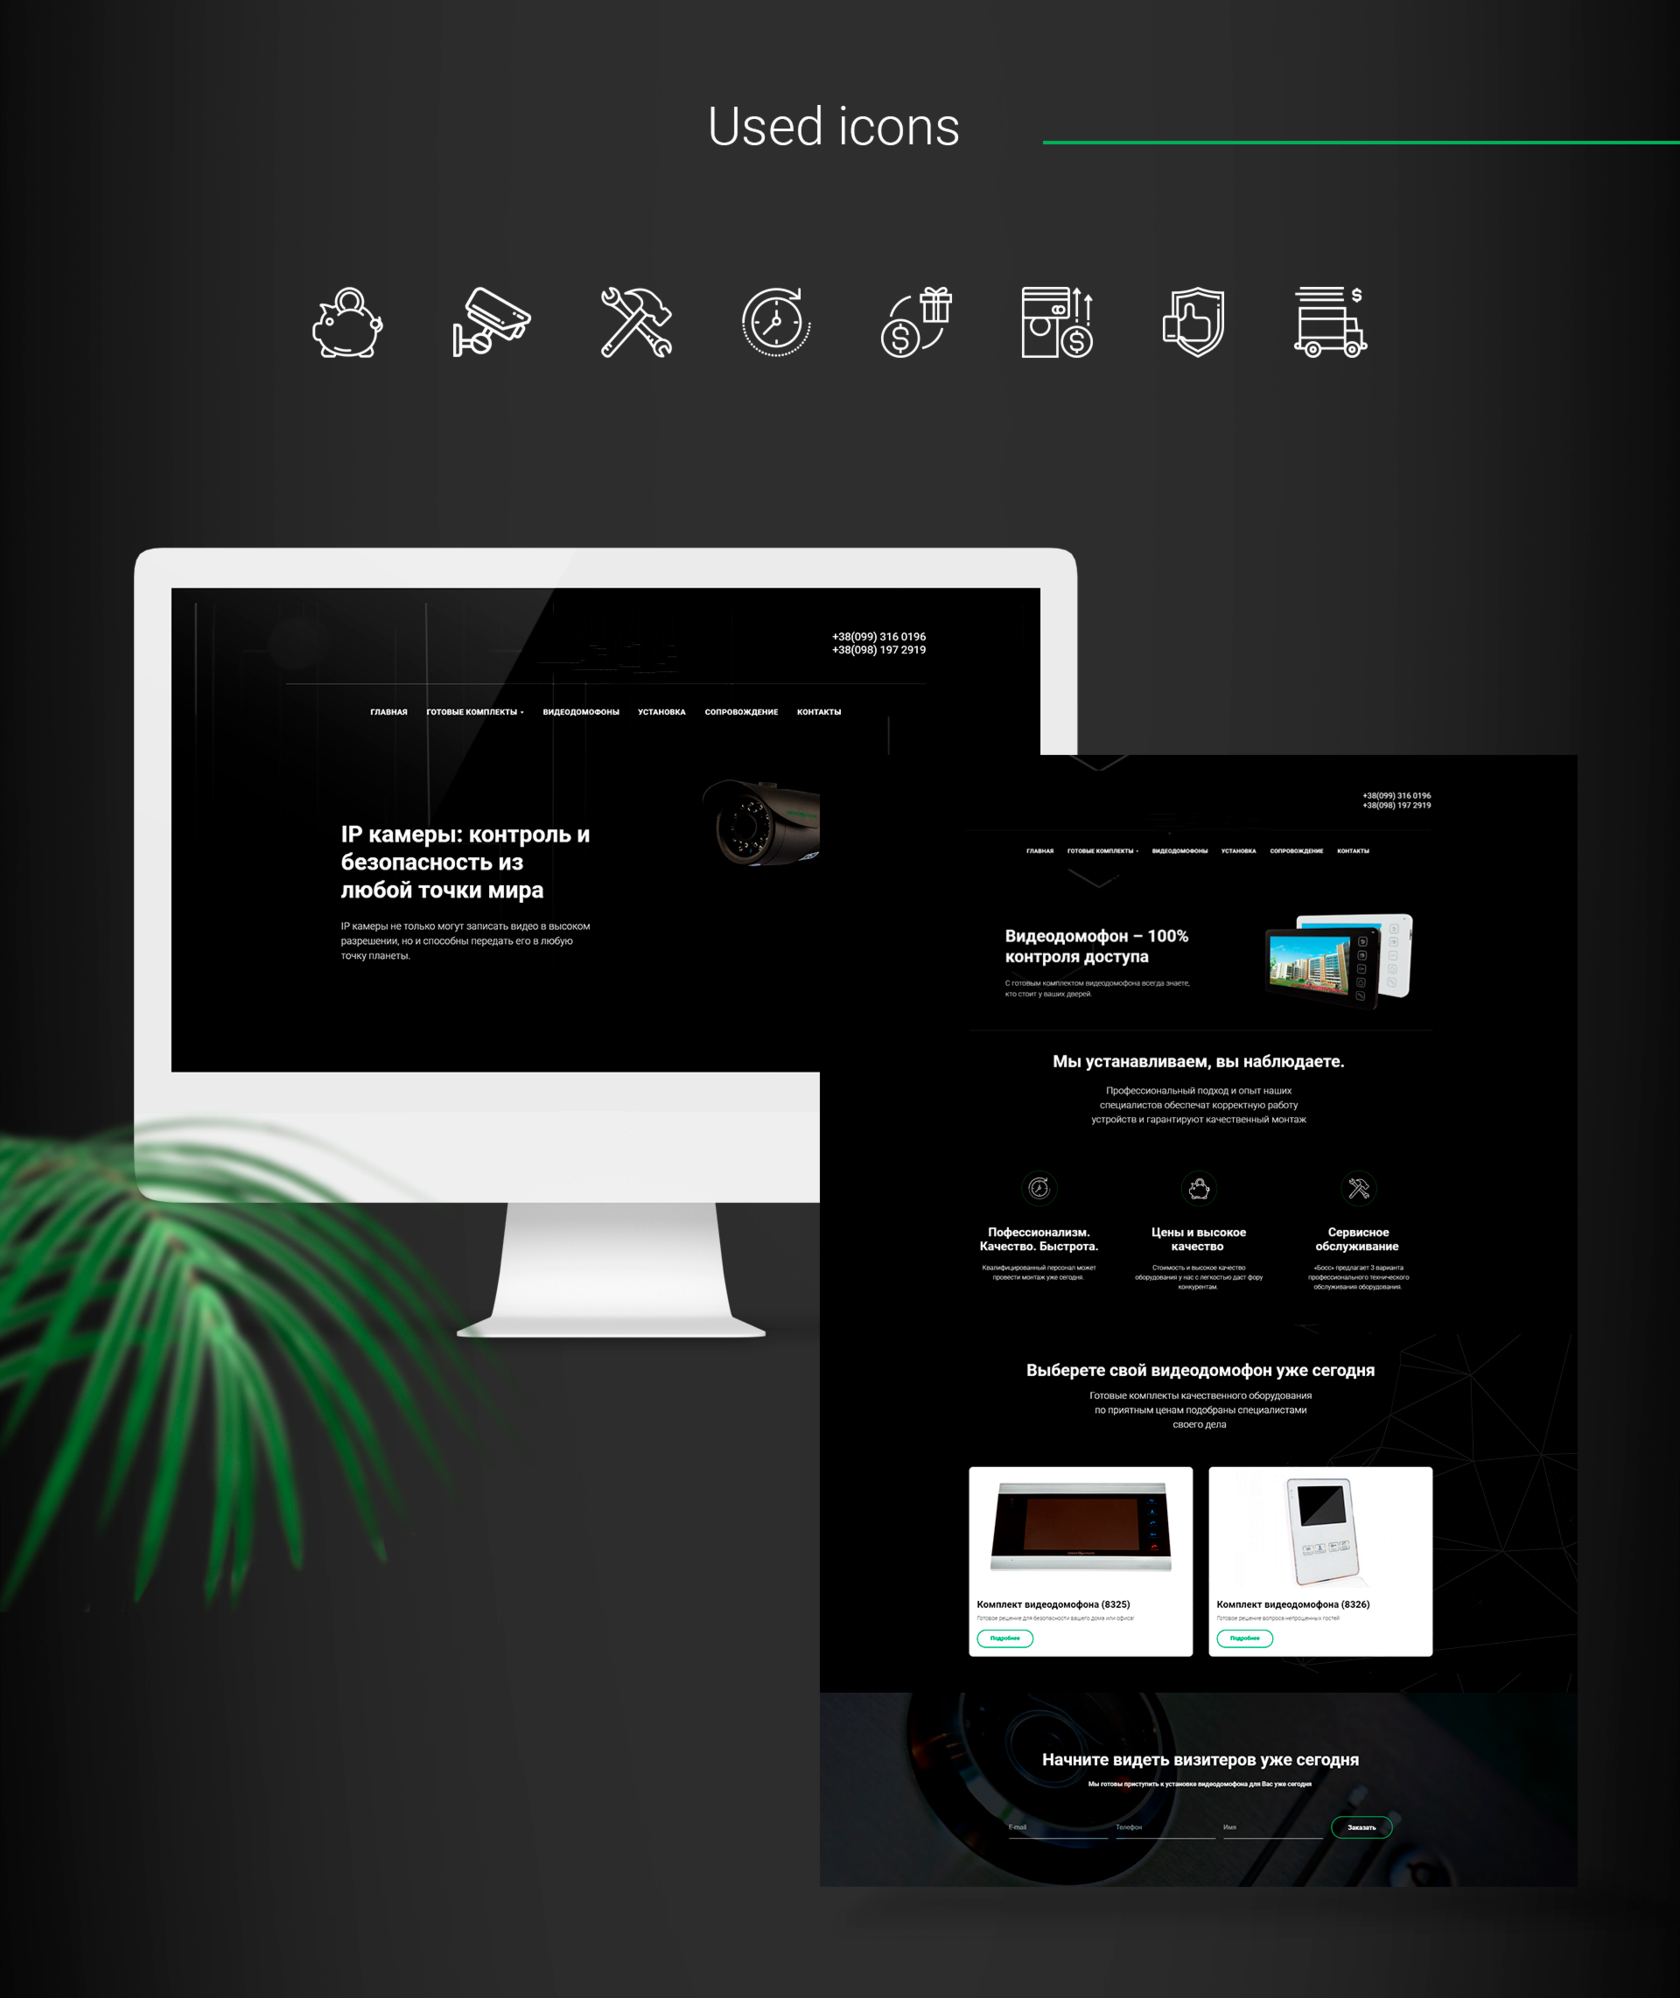 Used icons
+38(099) 316 0196
+38(098) 197 2919
ГЛАВНАЯ ГОТОВЫЕ КОМПЛЕКТЫ ВИДЕОДОМОФОНЫ УСТАНОВКА СОПРОВОЖДЕНИЕ КОНТАКТЫ
IP камеры: контроль и
безопасность из
любой точки мира
IP камеры не только могут записать видео в высоком
разрешении, но и способны передать его в любую
точку планеты.
+38(099) 316 0196
+38(098) 197 2919
ГЛАВНАЯ ГОТОВЫЕ КОМПЛЕКТЫ ВИДЕОДОМОФОНЫ УСТАНОВКА СОПРОВОЖДЕНИЕ КОНТАКТЫ
Видеодомофон – 100%
контроля доступа
С готовым комплектом видеодомофона всегда знаете,
кто стоит у ваших дверей.
Мы устанавливаем, вы наблюдаете.
Профессиональный подход и опыт наших
специалистов обеспечат корректную работу
устройств и гарантируют качественный монтаж
Пофессионализм.
Качество. Быстрота.
Квалифицированный персонал может
провести монтаж уже сегодня.
Цены и высокое
качество
Стоимость и высокое качество
оборудования у нас с легкостью даст фору
конкурентам.
Сервисное
обслуживание
«Босс» предлагает 3 варианта
профессионального технического
обслуживания оборудования.
Выберете свой видеодомофон уже сегодня
Готовые комплекты качественного оборудования
по приятным ценам подобраны специалистами
своего дела
Комплект видеодомофона (8325)
Готовое решение для безопасности вашего дома или офиса!
Подробнее
Комплект видеодомофона (8326)
Готовое решение вопроса непрошенных гостей
Подробнее
Начните видеть визитеров уже сегодня
Мы готовы приступить к установке видеодомофона для Вас уже сегодня
E-mail Телефон Имя Заказать